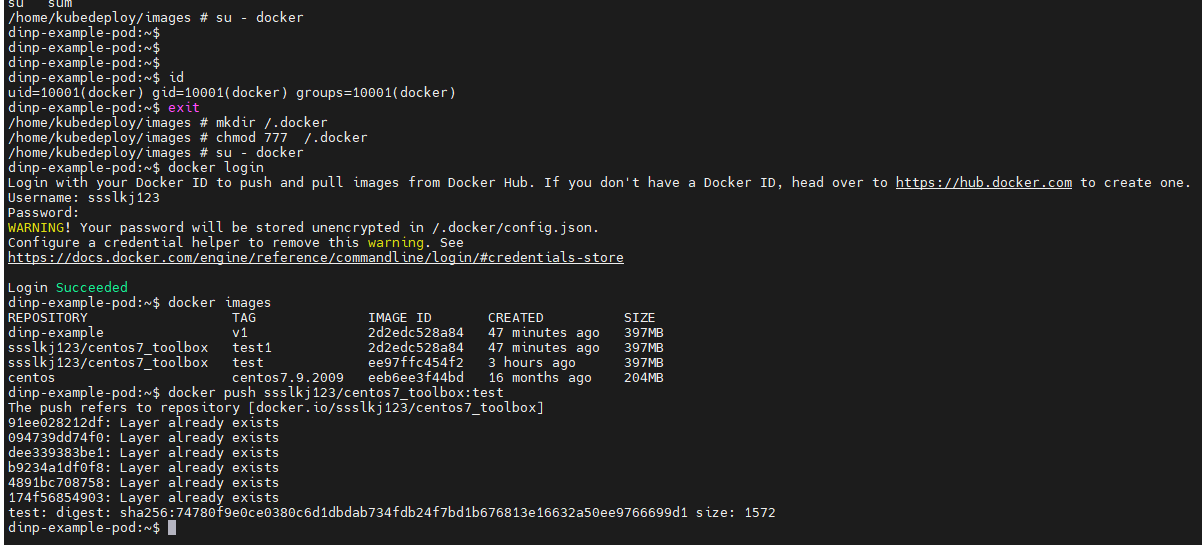 su   sum
/home/kubedeploy/images # su - docker
dinp-example-pod:~$
dinp-example-pod:~$
dinp-example-pod:~$
dinp-example-pod:~$ id
uid=10001(docker) gid=10001(docker) groups=10001(docker)
dinp-example-pod:~$ exit
/home/kubedeploy/images # mkdir /.docker
/home/kubedeploy/images # chmod 777  /.docker
/home/kubedeploy/images # su - docker
dinp-example-pod:~$ docker login
Login with your Docker ID to push and pull images from Docker Hub. If you don't have a Docker ID, head over to https://hub.docker.com to create one.
Username: ssslkj123
Password:
WARNING! Your password will be stored unencrypted in /.docker/config.json.
Configure a credential helper to remove this warning. See
https://docs.docker.com/engine/reference/commandline/login/#credentials-store
Login Succeeded
dinp-example-pod:~$ docker images
REPOSITORY                  TAG              IMAGE ID       CREATED          SIZE
dinp-example                v1               2d2edc528a84   47 minutes ago   397MB
ssslkj123/centos7_toolbox   test1            2d2edc528a84   47 minutes ago   397MB
ssslkj123/centos7_toolbox   test             ee97ffc454f2   3 hours ago      397MB
centos                      centos7.9.2009   eeb6ee3f44bd   16 months ago    204MB
dinp-example-pod:~$ docker push ssslkj123/centos7_toolbox:test
The push refers to repository [docker.io/ssslkj123/centos7_toolbox]
91ee028212df: Layer already exists
094739dd74f0: Layer already exists
dee339383be1: Layer already exists
b9234a1df0f8: Layer already exists
4891bc708758: Layer already exists
174f56854903: Layer already exists
test: digest: sha256:74780f9e0ce0380c6d1dbdab734fdb24f7bd1b676813e16632a50ee9766699d1 size: 1572
dinp-example-pod:~$